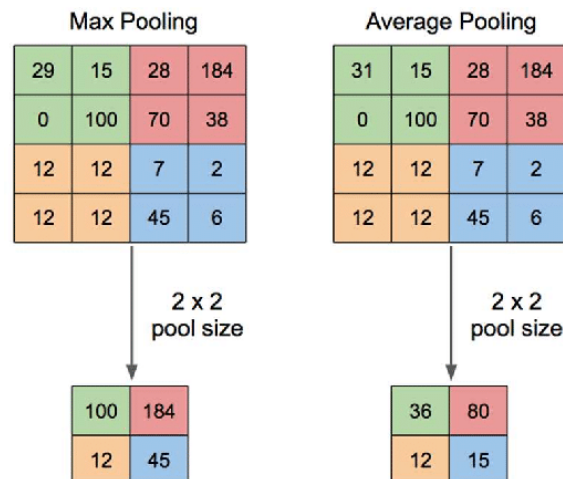 Max Pooling
29 15 28 184
0 100 70 38
12 12 7 2
12 12 45 6
2 x 2
pool size
100 184
12 45
Average Pooling
31 15 28 184
0 100 70 38
12 12 7 2
12 12 45 6
2 x 2
pool size
36 80
12 15